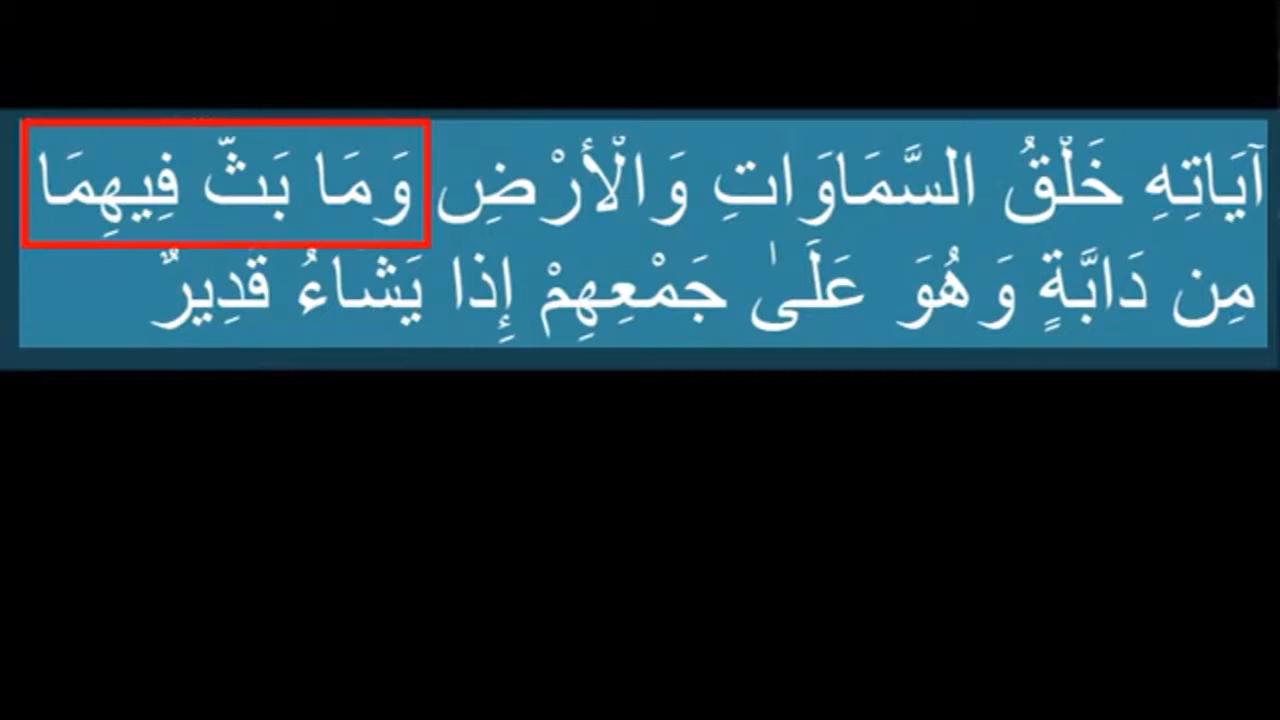 آيَاتِهِ خَلْقُ السَّمَاوَاتِ وَالْأَرْضِ وَمَا بَثَّ فِيهِمَا
مِن دَابَّةٍ وَهُوَ عَلَىٰ جَمْعِهِمْ إِذَا يَشَاءُ قَدِيرٌ